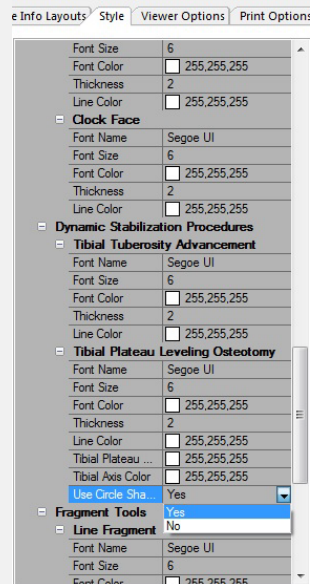 e Info Layouts Style Viewer Options Print Options
Font Size 6
Font Color 255,255,255
Thickness 2
Line Color 255,255,255
Clock Face
Font Name Segoe UI
Font Size 6
Font Color 255,255,255
Thickness 2
Line Color 255,255,255
Dynamic Stabilization Procedures
Tibial Tuberosity Advancement
Font Name Segoe UI
Font Size 6
Font Color 255,255,255
Thickness 2
Line Color 255,255,255
Tibial Plateau Leveling Osteotomy
Font Name Segoe UI
Font Size 6
Font Color 255,255,255
Thickness 2
Line Color 255,255,255
Tibial Plateau ... 255,255,255
Tibial Axis Color 255,255,255
Use Circle Sha... Yes
Fragment Tools Yes
Line Fragment No
Font Name Segoe UI
Font Size 6
Font Color 255,255,255